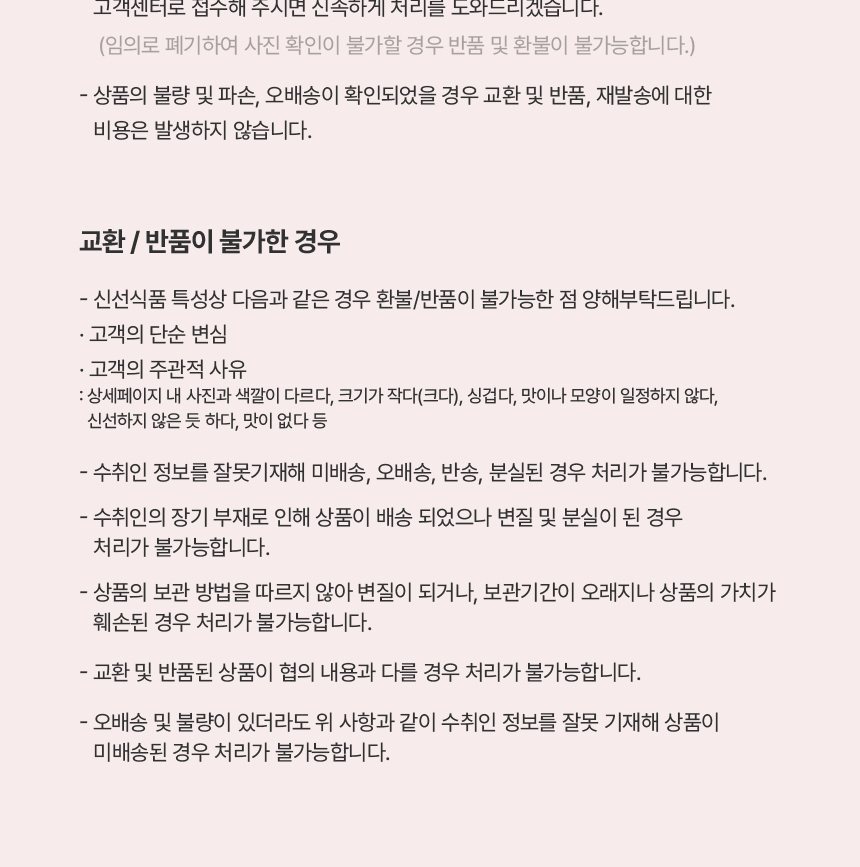 고객센터로 접수해 주시면 신속하게 처리를 도와드리겠습니다.
(임의로 폐기하여 사진 확인이 불가할 경우 반품 및 환불이 불가능합니다.)
- 상품의 불량 및 파손, 오배송이 확인되었을 경우 교환 및 반품, 재발송에 대한
비용은 발생하지 않습니다.
교환 / 반품이 불가한 경우
- 신선식품 특성상 다음과 같은 경우 환불/반품이 불가능한 점 양해부탁드립니다.
· 고객의 단순 변심
· 고객의 주관적 사유
: 상세페이지 내 사진과 색깔이 다르다, 크기가 작다(크다), 싱겁다, 맛이나 모양이 일정하지 않다,
신선하지 않은 듯 하다, 맛이 없다 등
- 수취인 정보를 잘못기재해 미배송, 오배송, 반송, 분실된 경우 처리가 불가능합니다.
- 수취인의 장기 부재로 인해 상품이 배송 되었으나 변질 및 분실이 된 경우
처리가 불가능합니다.
- 상품의 보관 방법을 따르지 않아 변질이 되거나, 보관기간이 오래지나 상품의 가치가
훼손된 경우 처리가 불가능합니다.
- 교환 및 반품된 상품이 협의 내용과 다를 경우 처리가 불가능합니다.
- 오배송 및 불량이 있더라도 위 사항과 같이 수취인 정보를 잘못 기재해 상품이
미배송된 경우 처리가 불가능합니다.